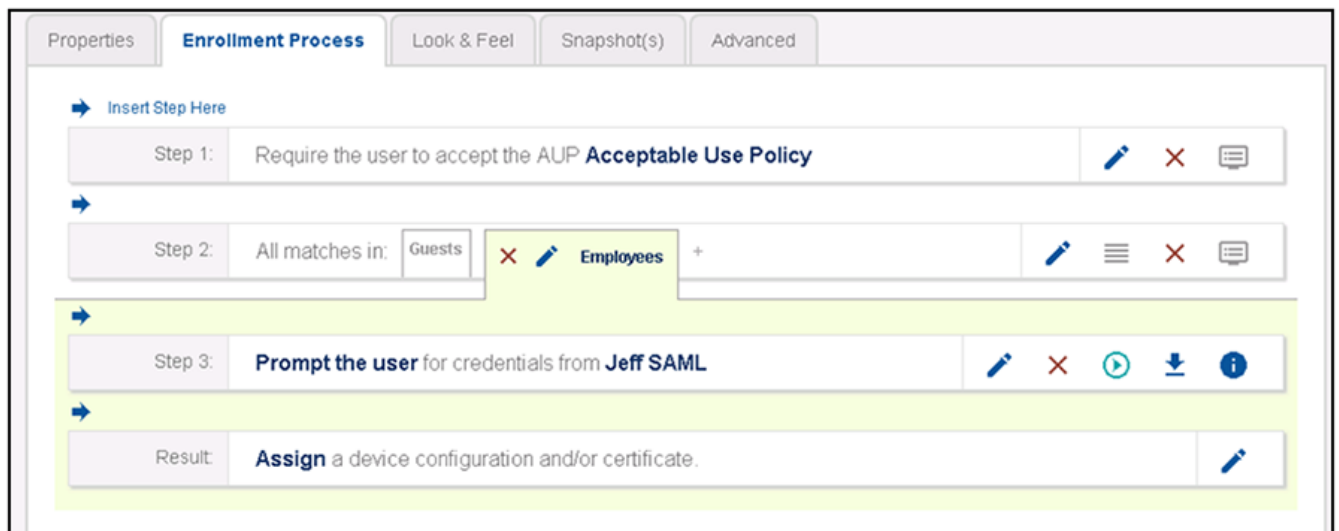 Properties Enrollment Process Look & Feel Snapshot(s) Advanced
Insert Step Here
Step 1: Require the user to accept the AUP Acceptable Use Policy
Step 2: All matches in: Guests Employees +
Step 3: Prompt the user for credentials from Jeff SAML
Result: Assign a device configuration and/or certificate.